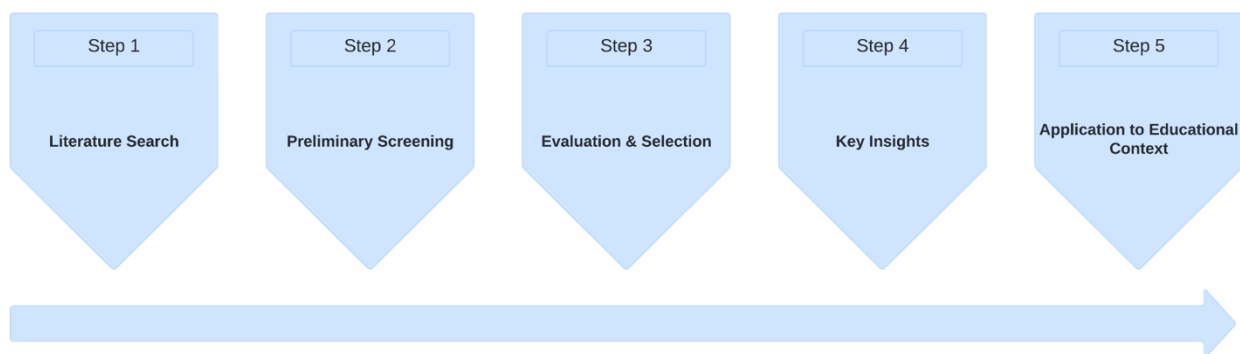 Step 1
Step 2
Step 3
Step 4
Step 5
Literature Search
Preliminary Screening
Evaluation & Selection
Key Insights
Application to Educational
Context